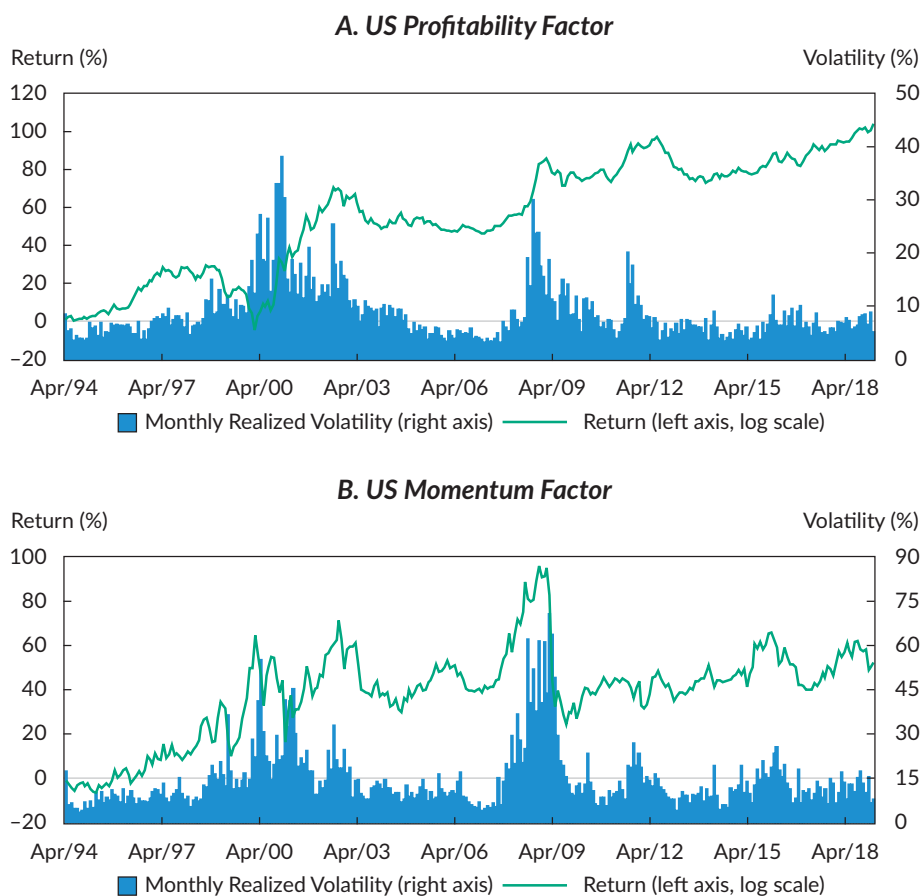 A. US Profitability Factor
Return (%) Volatility (%)
120 50
100 40
80
60 30
40 20
20
0 10
–20 0
Apr/94 Apr/97 Apr/00 Apr/03 Apr/06 Apr/09 Apr/12 Apr/15 Apr/18
Monthly Realized Volatility (right axis) Return (left axis, log scale)
B. US Momentum Factor
Return (%) Volatility (%)
100 90
80 75
60 60
40 45
20 30
0 15
–20 0
Apr/94 Apr/97 Apr/00 Apr/03 Apr/06 Apr/09 Apr/12 Apr/15 Apr/18
Monthly Realized Volatility (right axis) Return (left axis, log scale)